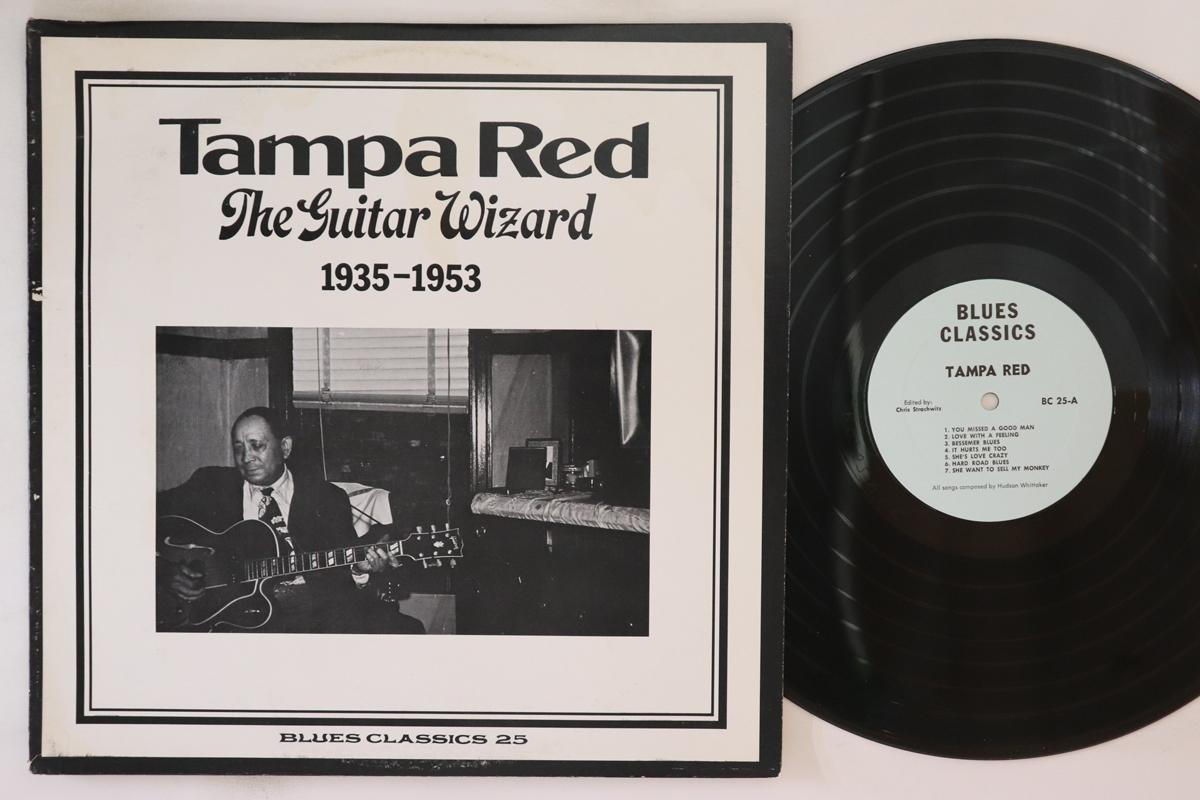 Tampa Red
The Guitar Wizard
1935-1953
BLUES CLASSICS 25
BLUES
CLASSICS
TAMPA RED
Edited by:
Chris Strachwitz
BC 25-A
1. YOU MISSED A GOOD MAN
2. LOVE WITH A FEELING
3. BESSEMER BLUES
4. IT HURTS ME TOO
5. SHE'S LOVE CRAZY
6. HARD ROAD BLUES
7. SHE WANT TO SELL MY MONKEY
All songs composed by Hudson Whittaker